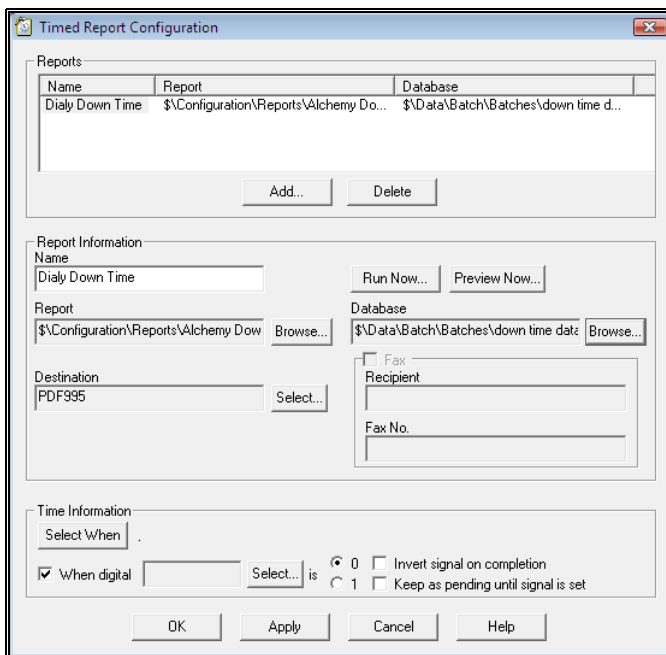 Timed Report Configuration
Reports
Name Report Database
Dialy Down Time $\Configuration\Reports\Alchemy Do... $\Data\Batch\Batches\down time d...
Add... Delete
Report Information
Name
Dialy Down Time Run Now... Preview Now...
Report Database
$\Configuration\Reports\Alchemy Dow Browse... $\Data\Batch\Batches\down time data Browse...
Fax
Destination Recipient
PDF995 Select...
Fax No.
Time Information
Select When .
When digital Select... is 0 Invert signal on completion
1 Keep as pending until signal is set
OK Apply Cancel Help